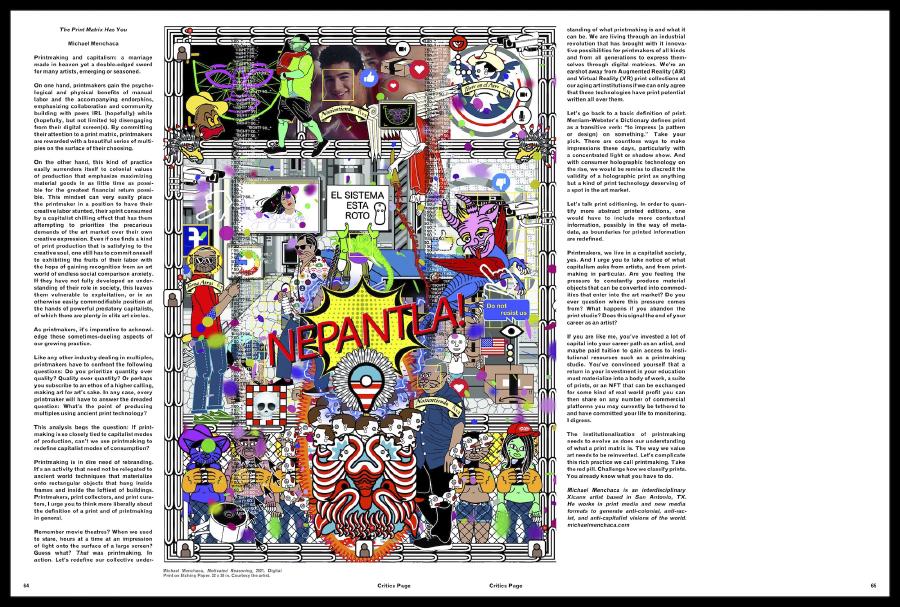 The Print Matrix Has You
Michael Menchaca
Printmaking and capitalism: a marriage
made in heaven yet a double-edged sword
for many artists, emerging or seasoned.
On one hand, printmakers gain the psycho-
logical and physical benefits of manual
labor and the accompanying endorphins,
emphasizing collaboration and community
building with peers IRL (hopefully) while
(hopefully, but not limited to) disengaging
from their digital screen(s). By committing
their attention to a print matrix, printmakers
are rewarded with a beautiful series of multi-
ples on the surface of their choosing.
On the other hand, this kind of practice
easily surrenders itself to colonial values
of production that emphasize maximizing
material goods in as little time as possi-
ble for the greatest financial return possi-
ble. This mindset can very easily place
the printmaker in a position to have their
creative labor stunted, their spirit consumed
by a capitalist chilling effect that has them
attempting to prioritize the precarious
demands of the art market over their own
creative expression. Even if one finds a kind
of print production that is satisfying to the
creative soul, one still has to commit oneself
to exhibiting the fruits of their labor with
the hope of gaining recognition from an art
world of endless social comparison anxiety.
If they have not fully developed an under-
standing of their role in society, this leaves
them vulnerable to exploitation, or in an
otherwise easily commodifiable position at
the hands of powerful predatory capitalists,
of which there are plenty in elite art circles.
As printmakers, it's imperative to acknowl-
edge these sometimes-dueling aspects of
our growing practice.
Like any other industry dealing in multiples,
printmakers have to confront the following
questions: Do you prioritize quantity over
quality? Quality over quantity? Or perhaps
you subscribe to an ethos of a higher calling,
making art for art's sake. In any case, every
printmaker will have to answer the dreaded
question: What's the point of producing
multiples using ancient print technology?
This analysis begs the question: If print-
making is so closely tied to capitalist modes
of production, can't we use printmaking to
redefine capitalist modes of consumption?
Printmaking is in dire need of rebranding.
It's an activity that need not be relegated to
ancient world techniques that materialize
onto rectangular objects that hang inside
frames and inside the loftiest of buildings.
Printmakers, print collectors, and print cura-
tors, I urge you to think more liberally about
the definition of a print and of printmaking
in general.
Remember movie theatres? When we used
to stare, hours at a time at an impression
of light onto the surface of a large screen?
Guess what? That was printmaking. In
action. Let's redefine our collective under-
EL SISTEMA
ESTA
ROTO
NEPANTLA!
Do not
resist us
Michael Menchaca, Motivated Reasoning, 2021. Digital
Print on Etching Paper. 22 x 30 in. Courtesy the artist.
standing of what printmaking is and what it
can be. We are living through an industrial
revolution that has brought with it innova-
tive possibilities for printmakers of all kinds
and from all generations to express them-
selves through digital matrices. We're an
earshot away from Augmented Reality (AR)
and Virtual Reality (VR) print collections at
our aging art institutions if we can only agree
that these technologies have print potential
written all over them.
Let's go back to a basic definition of print.
Merriam-Webster's Dictionary defines print
as a transitive verb: "to impress (a pattern
or design) on something." Take your
pick. There are countless ways to make
impressions these days, particularly with
a concentrated light or shadow show. And
with consumer holographic technology on
the rise, we would be remiss to discredit the
validity of a holographic print as anything
but a kind of print technology deserving of
a spot in the art market.
Let's talk print editioning. In order to quan-
tify more abstract printed editions, one
would have to include more contextual
information, possibly in the way of meta-
data, as boundaries for printed information
are redefined.
Printmakers, we live in a capitalist society,
yes. And I urge you to take notice of what
capitalism asks from artists, and from print-
making in particular. Are you feeling the
pressure to constantly produce material
objects that can be converted into commod-
ities that enter into the art market? Do you
ever question where this pressure comes
from? What happens if you abandon the
print studio? Does this signal the end of your
career as an artist?
If you are like me, you've invested a lot of
capital into your career path as an artist, and
maybe paid tuition to gain access to insti-
tutional resources such as a printmaking
studio. You've convinced yourself that a
return in your investment in your education
must materialize into a body of work, a suite
of prints, or an NFT that can be exchanged
for some kind of real world profit you can
then share on any number of commercial
platforms you may currently be tethered to
and have committed your life to monitoring.
I digress.
The institutionalization of printmaking
needs to evolve as does our understanding
of what a print matrix is. The way we value
art needs to be reinvented. Let's complicate
this rich practice we call printmaking. Take
the red pill. Challenge how we classify prints.
You already know what you have to do.
Michael Menchaca is an interdisciplinary
Xicanx artist based in San Antonio, TX.
He works in print media and new media
formats to generate anti-colonial, anti-rac-
ist, and anti-capitalist visions of the world.
michaelmenchaca.com
64
Critics Page
Critics Page
65